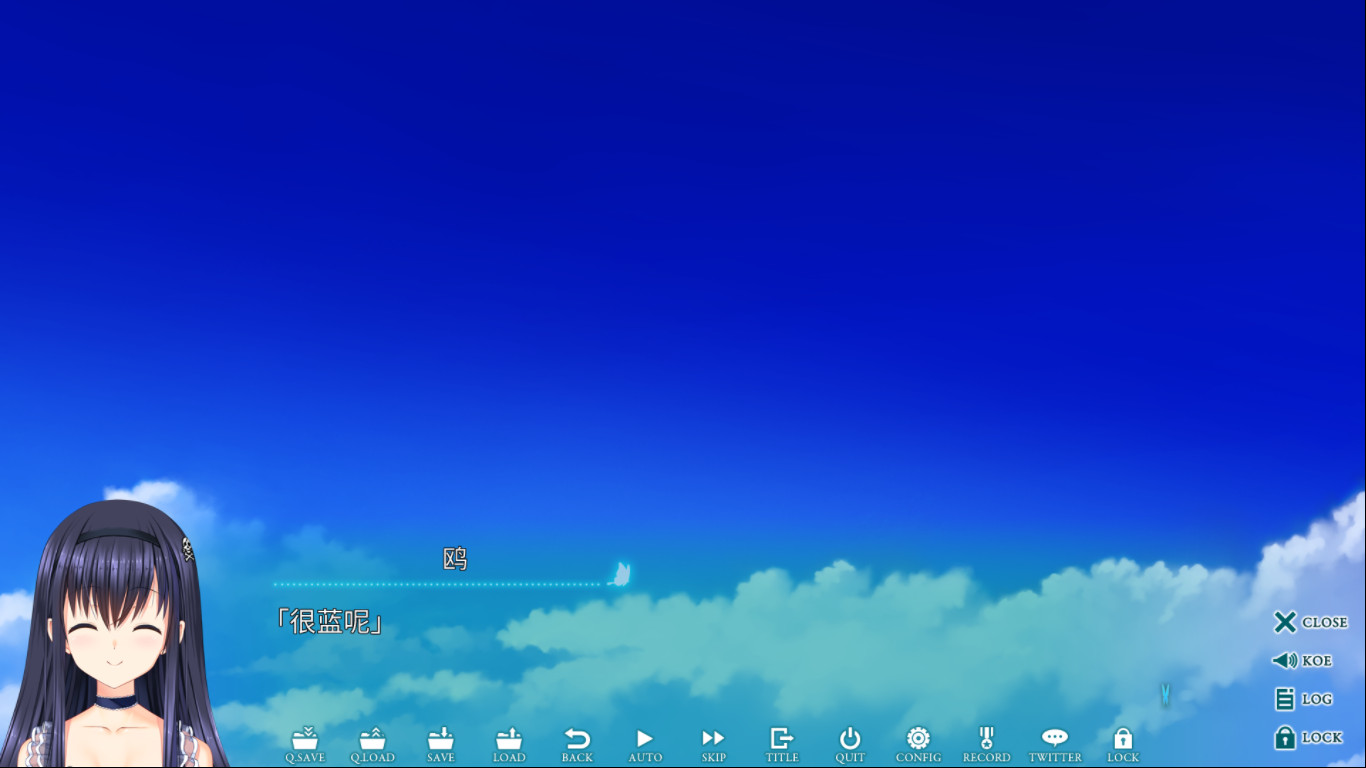 鸥
「很蓝呢」
CLOSE
KOE
LOG
LOCK
Q.SAVE Q.LOAD SAVE LOAD BACK AUTO SKIP TITLE QUIT CONFIG RECORD TWITTER LOCK